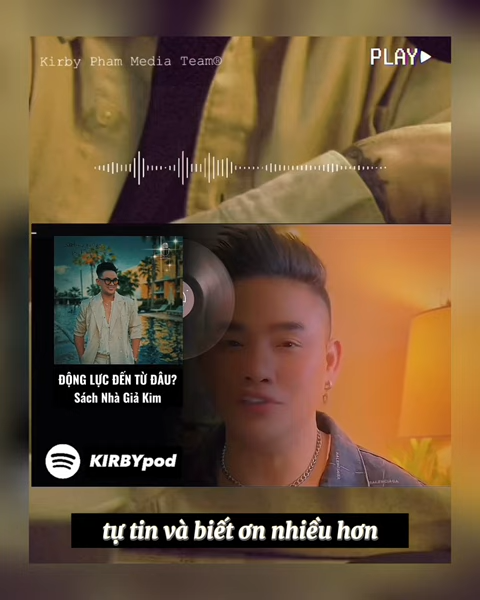 Kirby Pham Media Team®
PLAY
ĐỘNG LỰC ĐẾN TỪ ĐÂU?
Sách Nhà Giả Kim
KIRBYpod
tự tin và biết ơn nhiều hơn